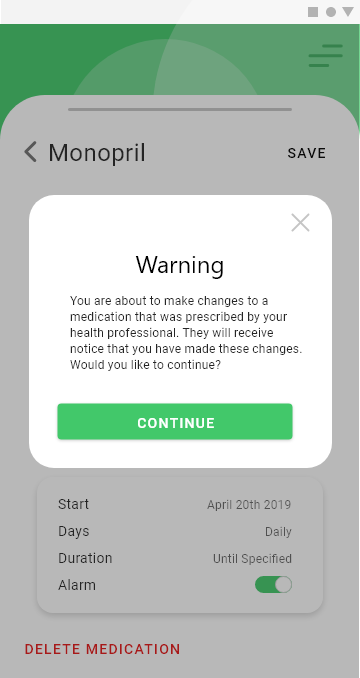 Monopril
SAVE
Warning
You are about to make changes to a
medication that was prescribed by your
health professional. They will receive
notice that you have made these changes.
Would you like to continue?
CONTINUE
Start April 20th 2019
Days Daily
Duration Until Specified
Alarm
DELETE MEDICATION